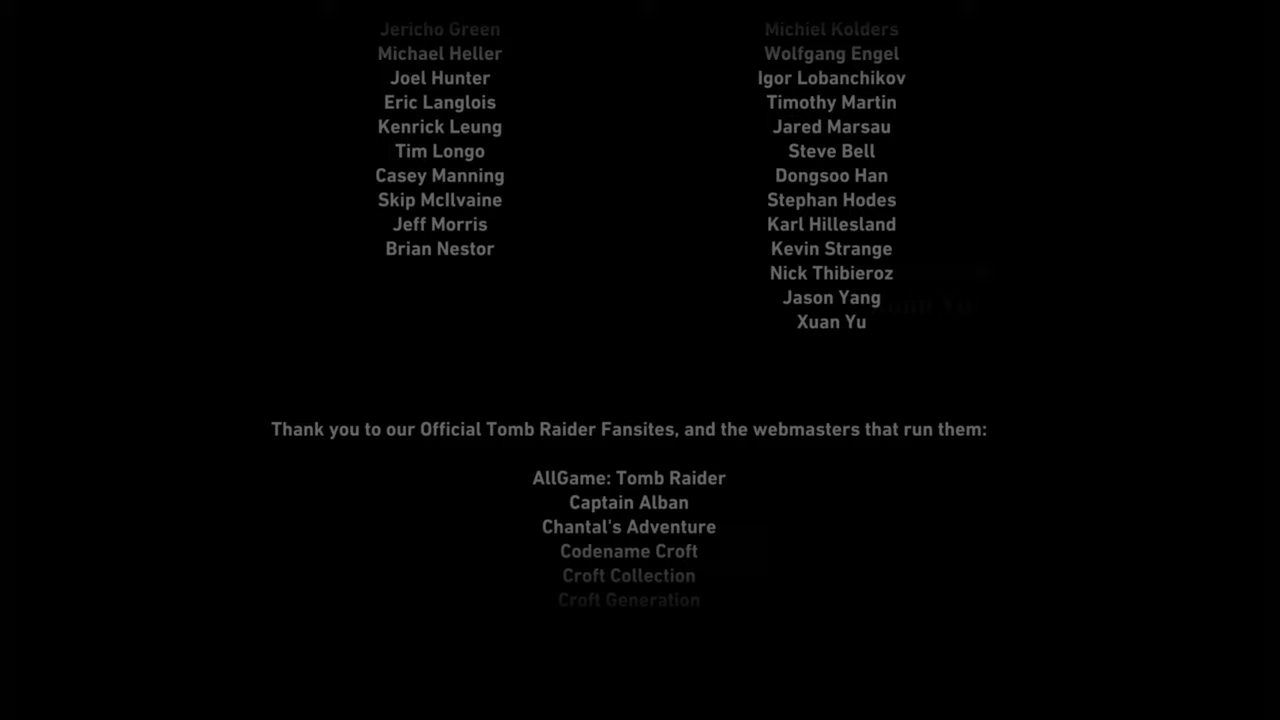 Jericho Green
Michael Heller
Joel Hunter
Eric Langlois
Kenrick Leung
Tim Longo
Casey Manning
Skip McIlvaine
Jeff Morris
Brian Nestor
Michiel Kolders
Wolfgang Engel
Igor Lobanchikov
Timothy Martin
Jared Marsau
Steve Bell
Dongsoo Han
Stephan Hodes
Karl Hillesland
Kevin Strange
Nick Thibieroz
Jason Yang
Xuan Yu
Thank you to our Official Tomb Raider Fansites, and the webmasters that run them:
AllGame: Tomb Raider
Captain Alban
Chantal's Adventure
Codename Croft
Croft Collection
Croft Generation